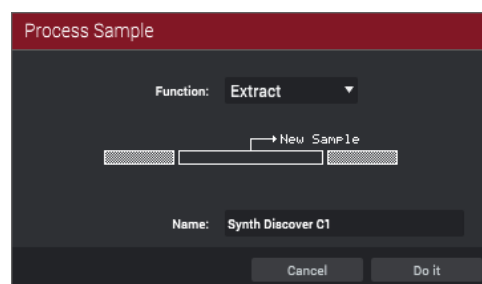 Process Sample
Function: Extract
New Sample
Name: Synth Discover C1
Cancel Do it